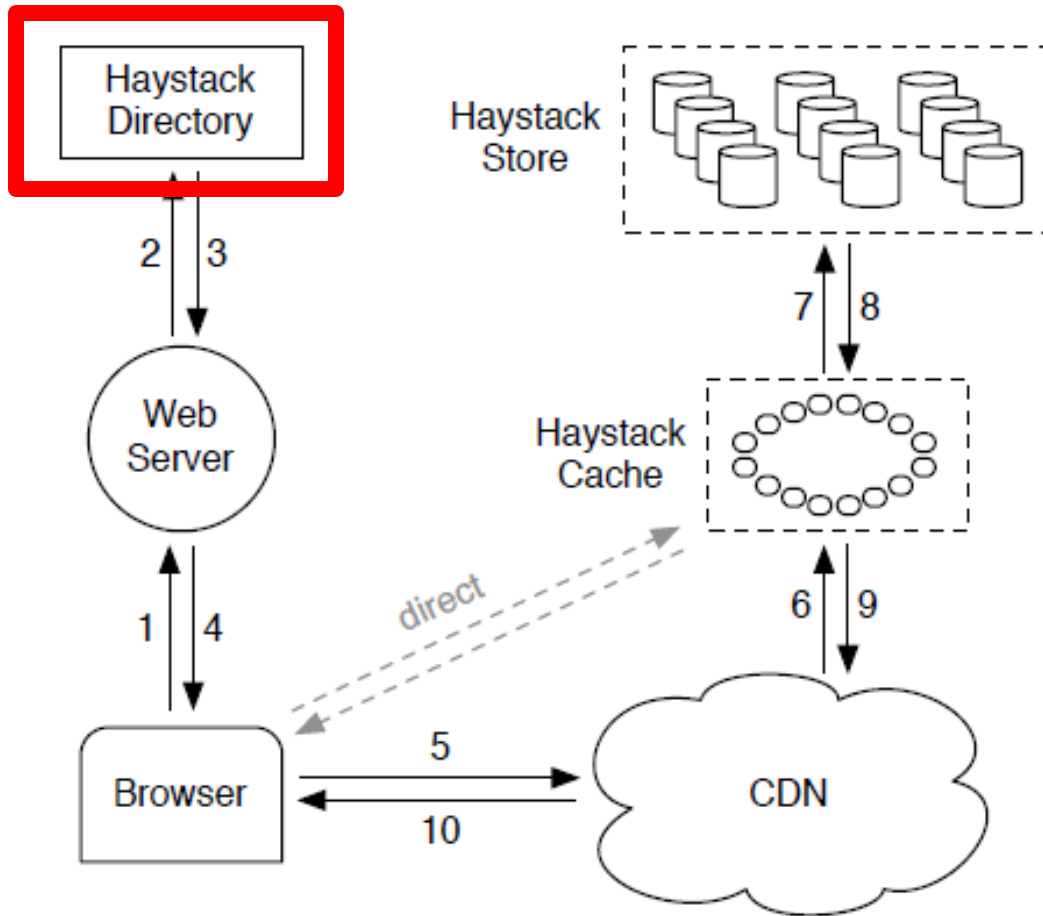 Haystack
Directory
Haystack
Store
2
3
7
8
Web
Server
Haystack
Cache
direct
1
4
6
9
5
Browser
CDN
10